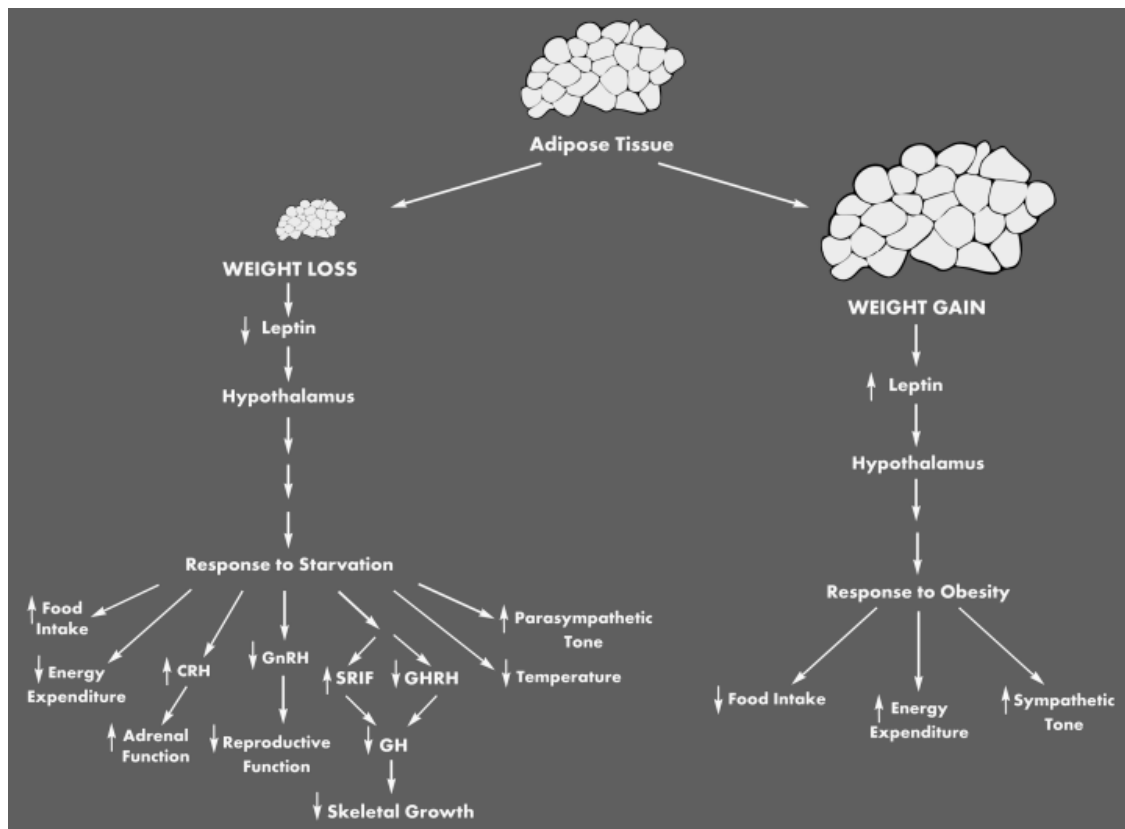 Adipose Tissue
WEIGHT LOSS
↓ Leptin
Hypothalamus
Response to Starvation
↑ Food
Intake
↓ Energy
Expenditure
↑ CRH
↑ Adrenal
Function
↓ GnRH
↓ Reproductive
Function
↑ SRIF
↓ GHRH
↓ GH
↓ Skeletal Growth
↓ Temperature
↑ Parasympathetic
Tone
WEIGHT GAIN
↑ Leptin
Hypothalamus
Response to Obesity
↓ Food Intake
↑ Energy
Expenditure
↑ Sympathetic
Tone